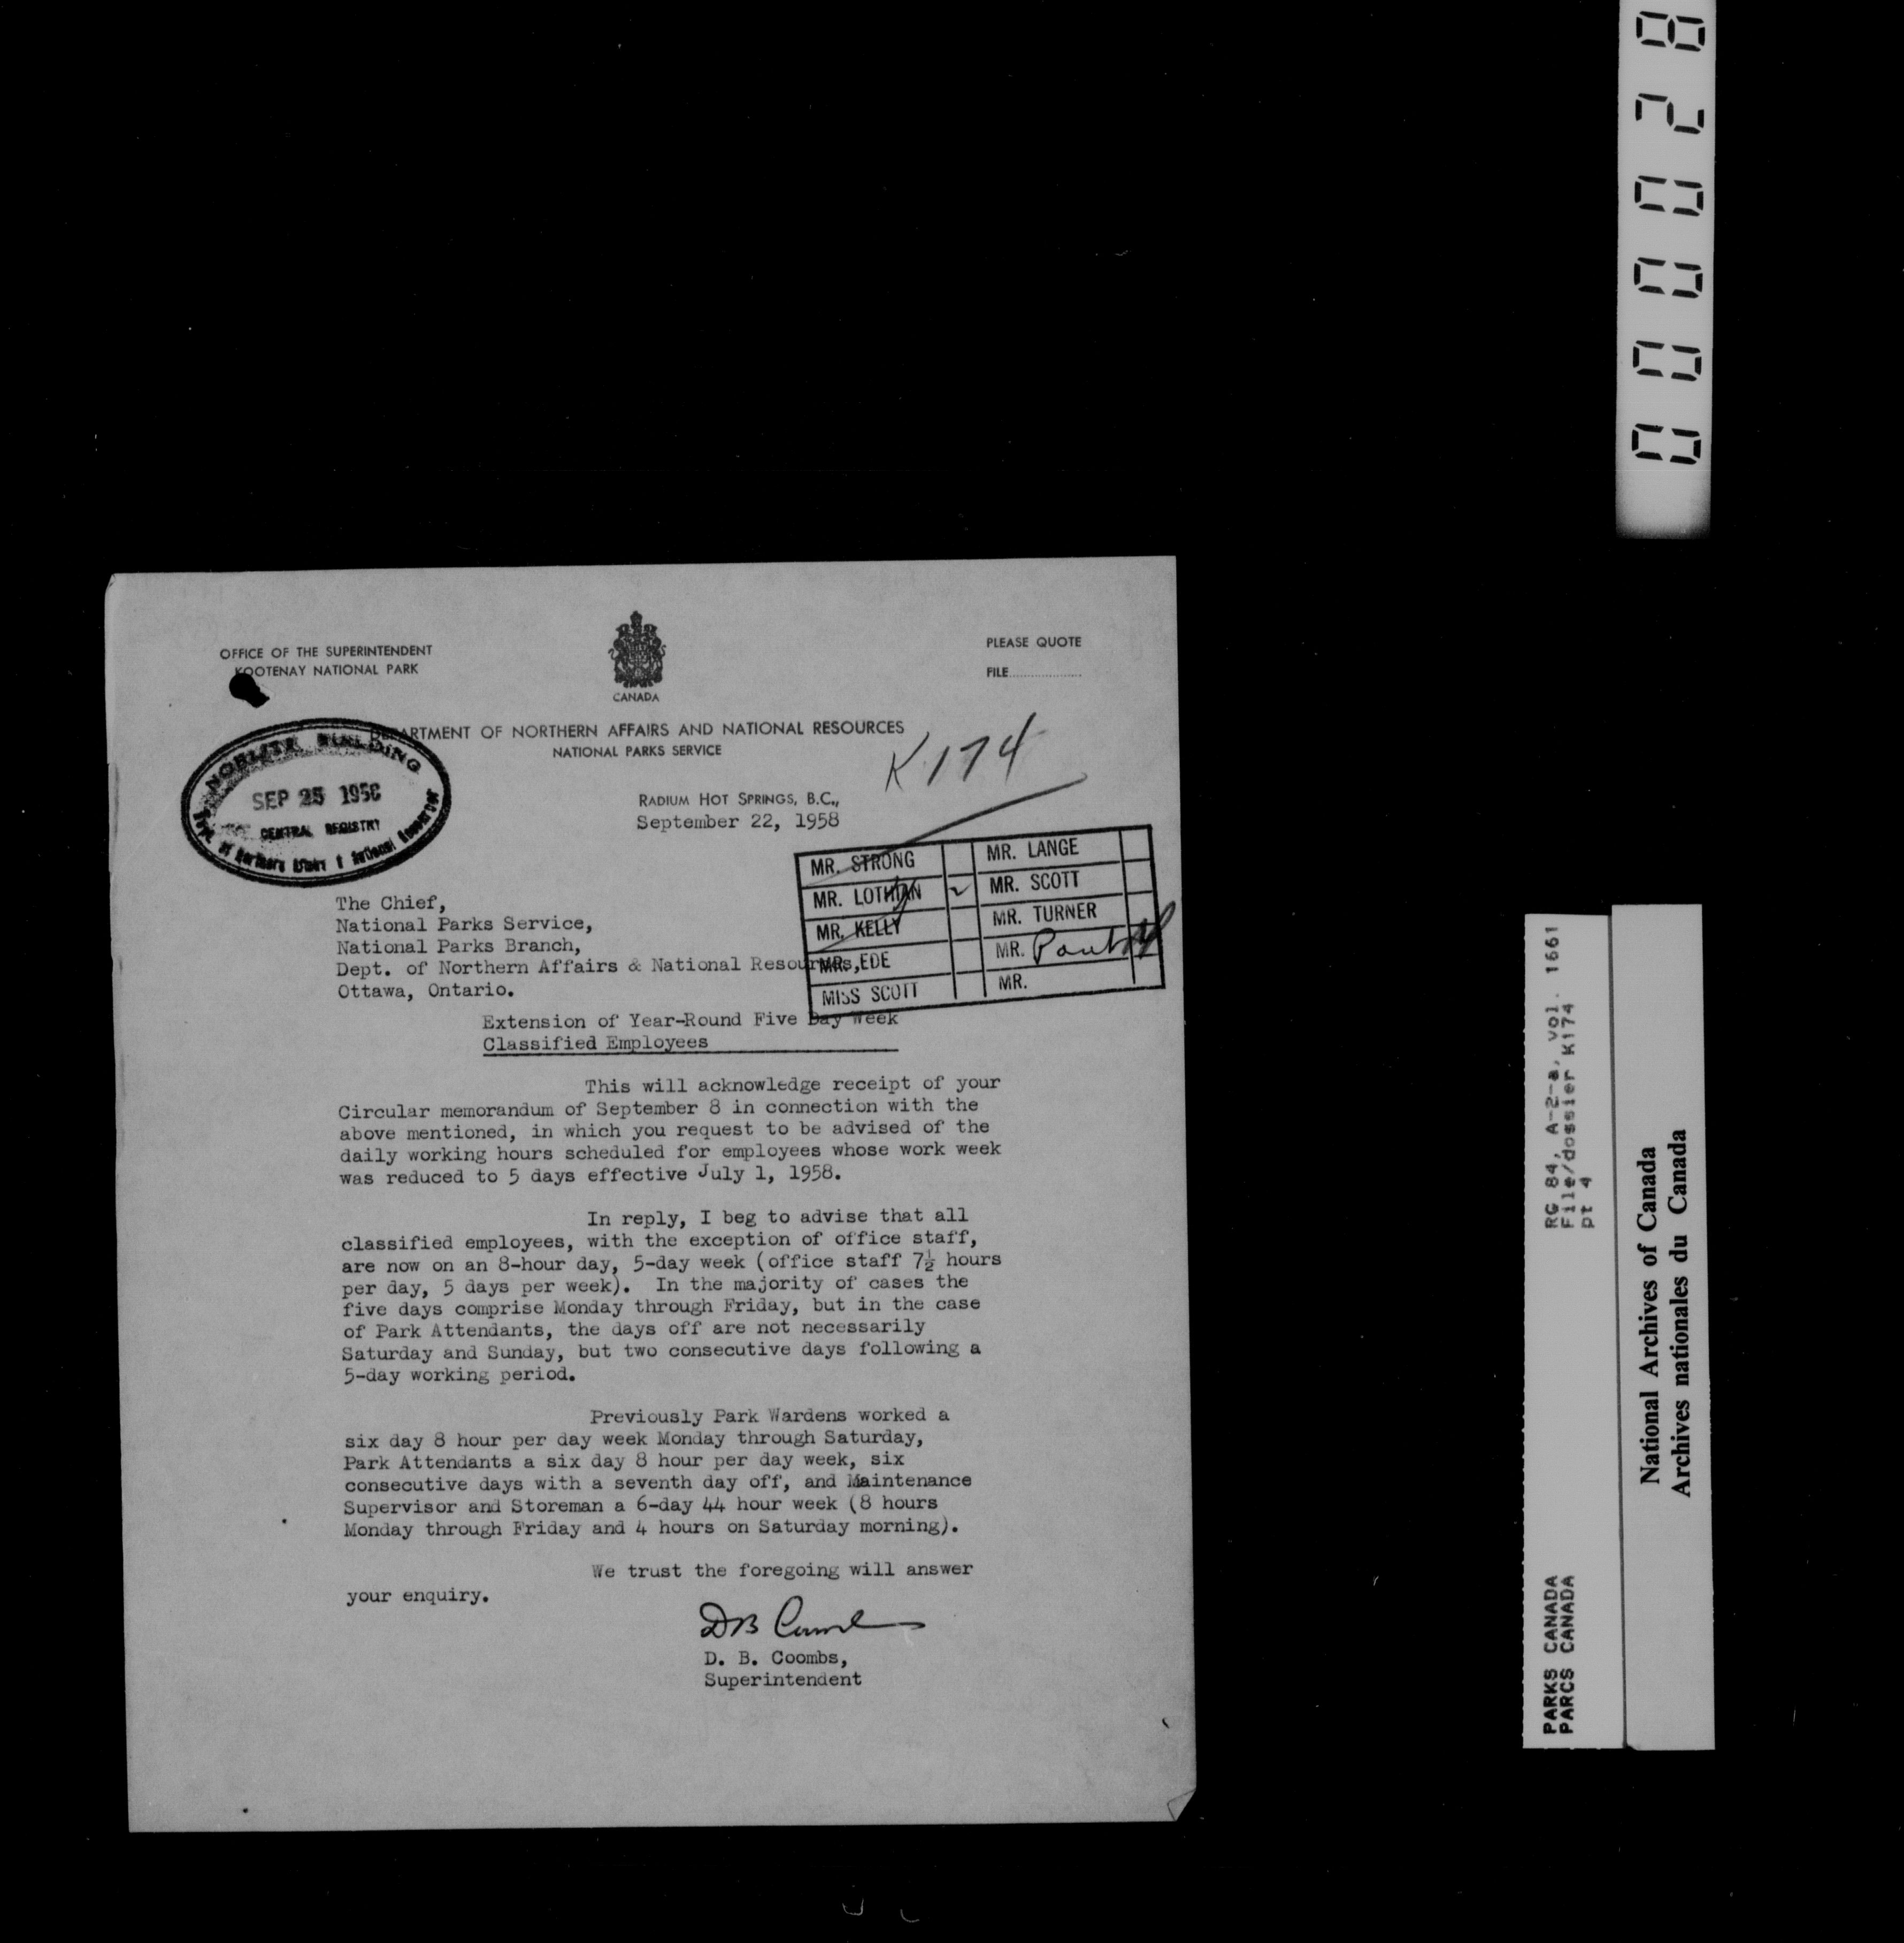 000028
OFFICE OF THE SUPERINTENDENT
KOOTENAY NATIONAL PARK
CANADA
PLEASE QUOTE
FILE....................
DEPARTMENT OF NORTHERN AFFAIRS AND NATIONAL RESOURCES
NATIONAL PARKS SERVICE
K174
NORLITE BUILDING
SEP 25 1958
CENTRAL REGISTRY
Dept. of Northern Affairs & National Resources
RADIUM HOT SPRINGS, B.C.,
September 22, 1958
MR. STRONG MR. LANGE
MR. LOTHIAN MR. SCOTT
MR. KELLY MR. TURNER
MR. EDE MR.
MISS SCOTT MR.
The Chief,
National Parks Service,
National Parks Branch,
Dept. of Northern Affairs & National Resources,
Ottawa, Ontario.
Extension of Year-Round Five Day Week
Classified Employees
This will acknowledge receipt of your
Circular memorandum of September 8 in connection with the
above mentioned, in which you request to be advised of the
daily working hours scheduled for employees whose work week
was reduced to 5 days effective July 1, 1958.
In reply, I beg to advise that all
classified employees, with the exception of office staff,
are now on an 8-hour day, 5-day week (office staff 7½ hours
per day, 5 days per week). In the majority of cases the
five days comprise Monday through Friday, but in the case
of Park Attendants, the days off are not necessarily
Saturday and Sunday, but two consecutive days following a
5-day working period.
Previously Park Wardens worked a
six day 8 hour per day week Monday through Saturday,
Park Attendants a six day 8 hour per day week, six
consecutive days with a seventh day off, and Maintenance
Supervisor and Storeman a 6-day 44 hour week (8 hours
Monday through Friday and 4 hours on Saturday morning).
We trust the foregoing will answer
your enquiry.
D B Coombs
D. B. Coombs,
Superintendent
PARKS CANADA RG 84, A-2-a, vol. 1661
PARCS CANADA File/dossier K174
pt 4
National Archives of Canada
Archives nationales du Canada